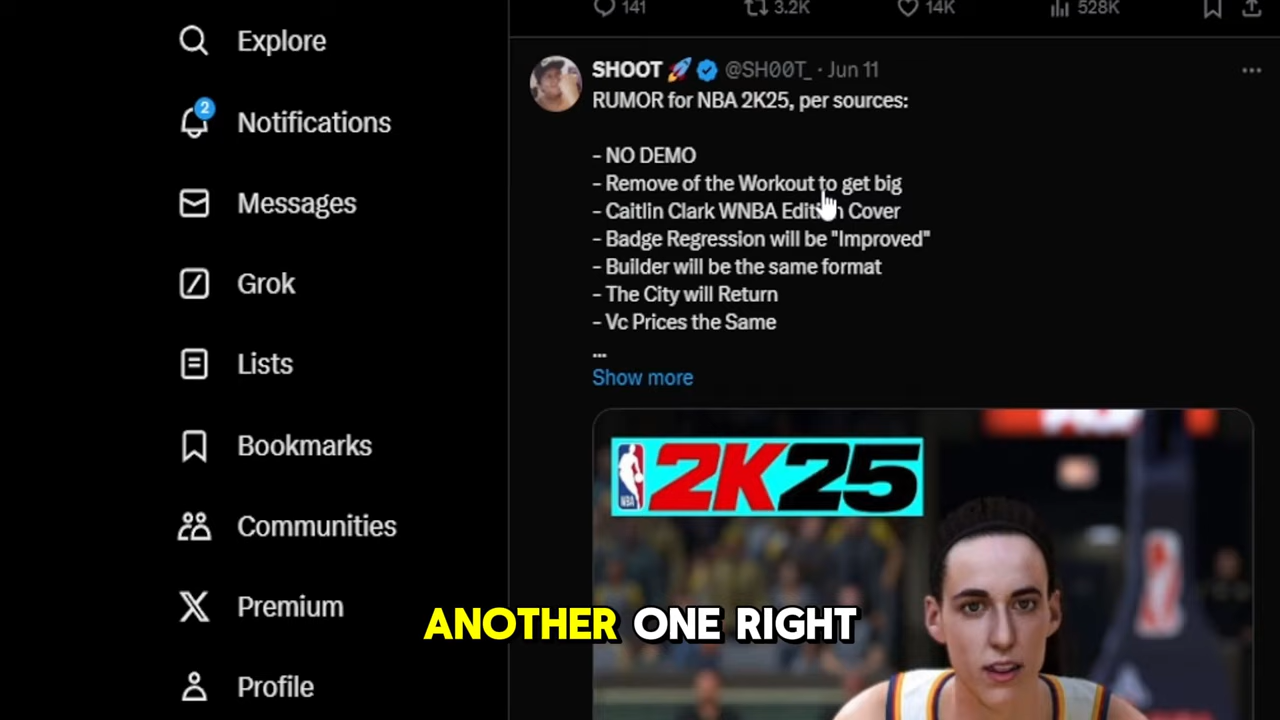 141 3.2K 14K 528K
Explore
SHOOT 🚀 @SH00T_ · Jun 11
RUMOR for NBA 2K25, per sources:
2
Notifications
- NO DEMO
- Remove of the Workout to get big
Messages
- Caitlin Clark WNBA Edition Cover
- Badge Regression will be "Improved"
- Builder will be the same format
Grok
- The City will Return
- Vc Prices the Same
...
Lists
Show more
Bookmarks
NBA 2K25
Communities
Premium
ANOTHER ONE RIGHT
Profile